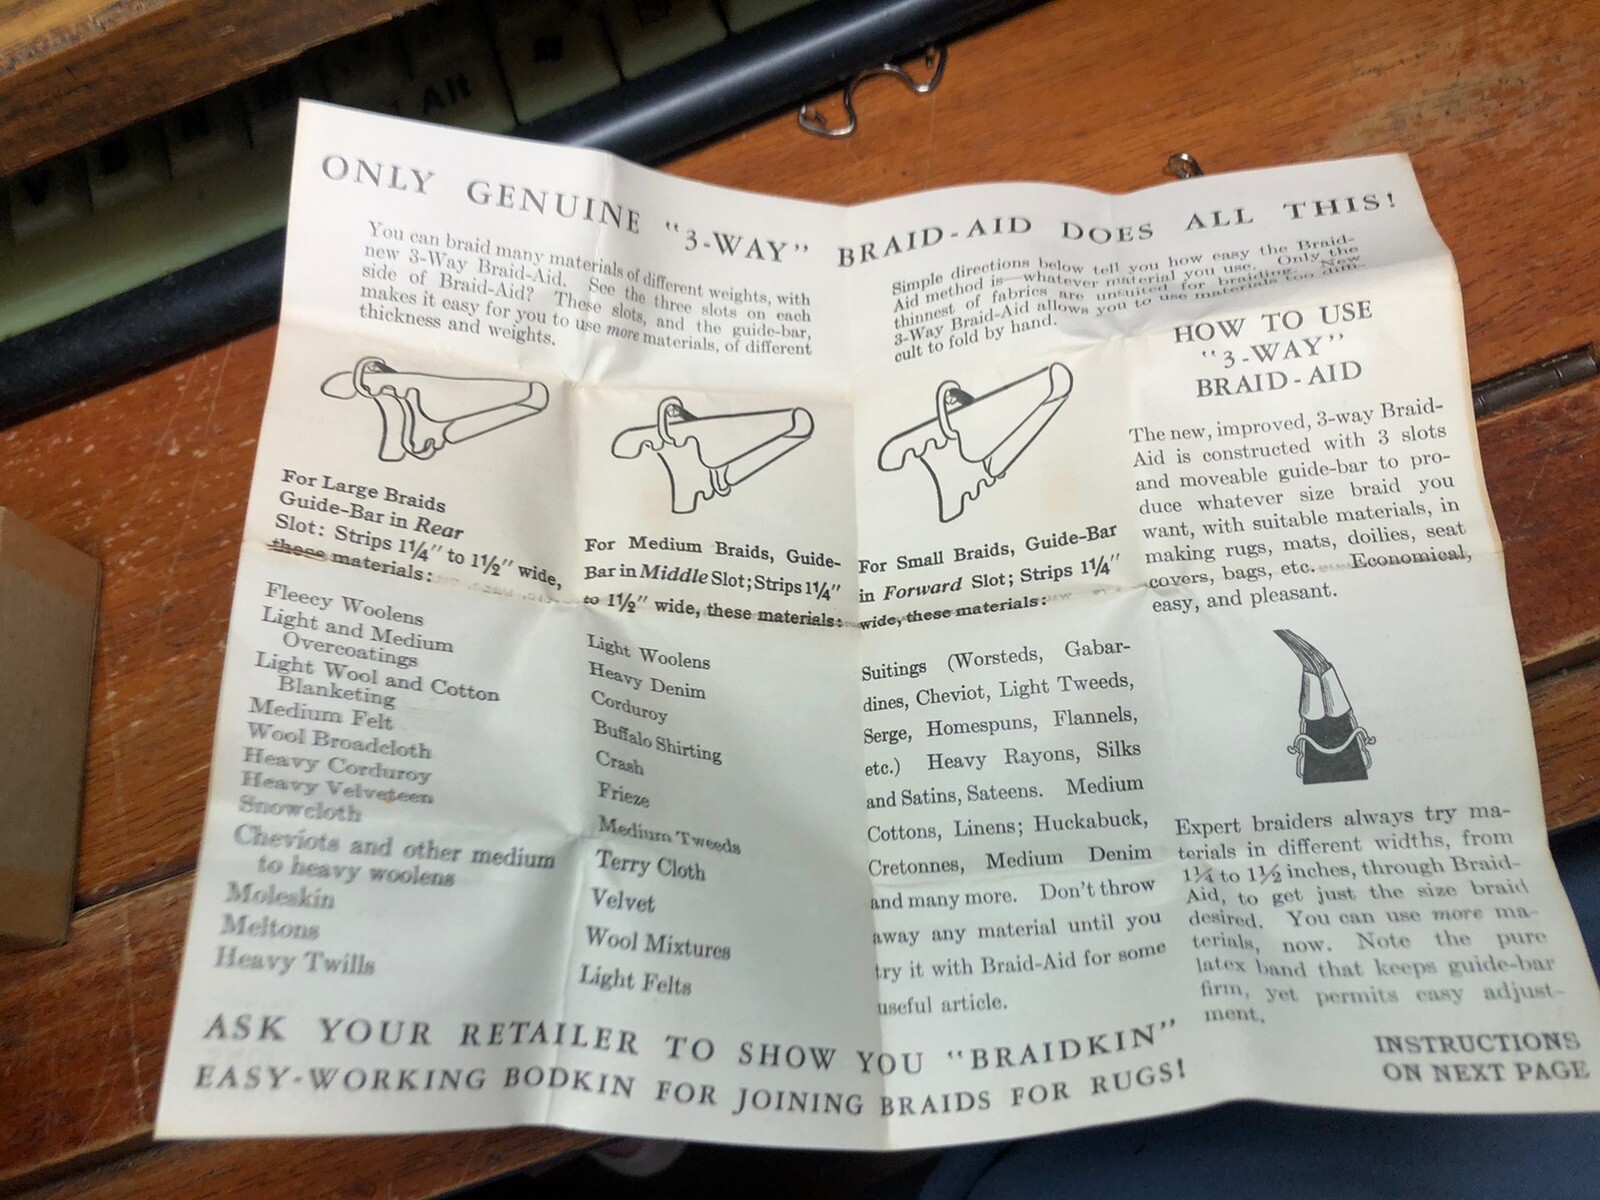 Alt
ONLY GENUINE "3-WAY" BRAID-AID DOES ALL THIS!
You can braid many materials of different weights, with
new 3-Way Braid-Aid. See the three slots on each
side of Braid-Aid? These slots, and the guide-bar,
makes it easy for you to use more materials, of different
thickness and weights.
Simple directions below tell you how easy the Braid-
Aid method is—whatever material you use. Only the
thinnest of fabrics are unsuited for braiding. New
3-Way Braid-Aid allows you to use materials too diffi-
cult to fold by hand.
For Large Braids
Guide-Bar in Rear
Slot: Strips 1¼″ to 1½″ wide,
these materials:
Fleecy Woolens
Light and Medium
Overcoatings
Light Wool and Cotton
Blanketing
Medium Felt
Wool Broadcloth
Heavy Corduroy
Heavy Velveteen
Snowcloth
Cheviots and other medium
to heavy woolens
Moleskin
Meltons
Heavy Twills
For Medium Braids, Guide-
Bar in Middle Slot; Strips 1¼″
to 1½″ wide, these materials:
Light Woolens
Heavy Denim
Corduroy
Buffalo Shirting
Crash
Frieze
Medium Tweeds
Terry Cloth
Velvet
Wool Mixtures
Light Felts
For Small Braids, Guide-Bar
in Forward Slot; Strips 1¼″
wide, these materials:
Suitings (Worsteds, Gabar-
dines, Cheviot, Light Tweeds,
Serge, Homespuns, Flannels,
etc.) Heavy Rayons, Silks
and Satins, Sateens. Medium
Cottons, Linens; Huckabuck,
Cretonnes, Medium Denim
and many more. Don't throw
away any material until you
try it with Braid-Aid for some
useful article.
HOW TO USE
"3-WAY"
BRAID-AID
The new, improved, 3-way Braid-
Aid is constructed with 3 slots
and moveable guide-bar to pro-
duce whatever size braid you
want, with suitable materials, in
making rugs, mats, doilies, seat
covers, bags, etc. Economical,
easy, and pleasant.
Expert braiders always try ma-
terials in different widths, from
1¼ to 1½ inches, through Braid-
Aid, to get just the size braid
desired. You can use more ma-
terials, now. Note the pure
latex band that keeps guide-bar
firm, yet permits easy adjust-
ment.
ASK YOUR RETAILER TO SHOW YOU "BRAIDKIN"
EASY-WORKING BODKIN FOR JOINING BRAIDS FOR RUGS!
INSTRUCTIONS
ON NEXT PAGE